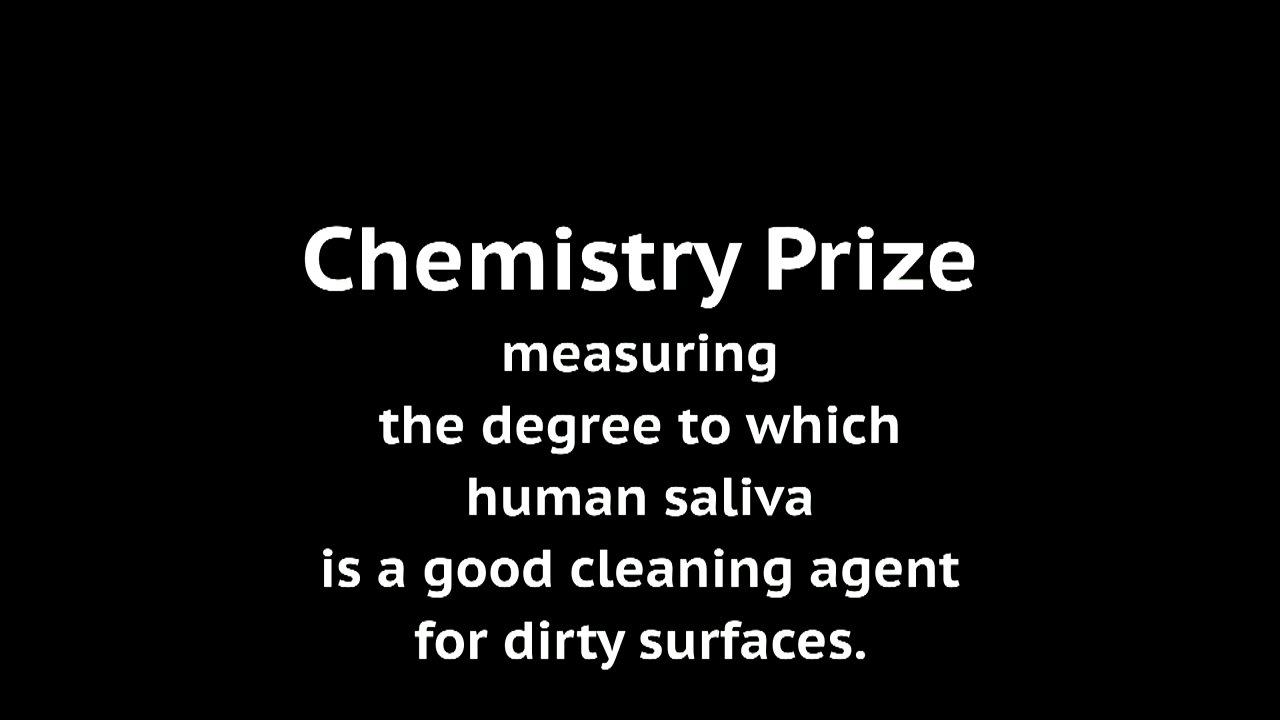 Chemistry Prize
measuring
the degree to which
human saliva
is a good cleaning agent
for dirty surfaces.